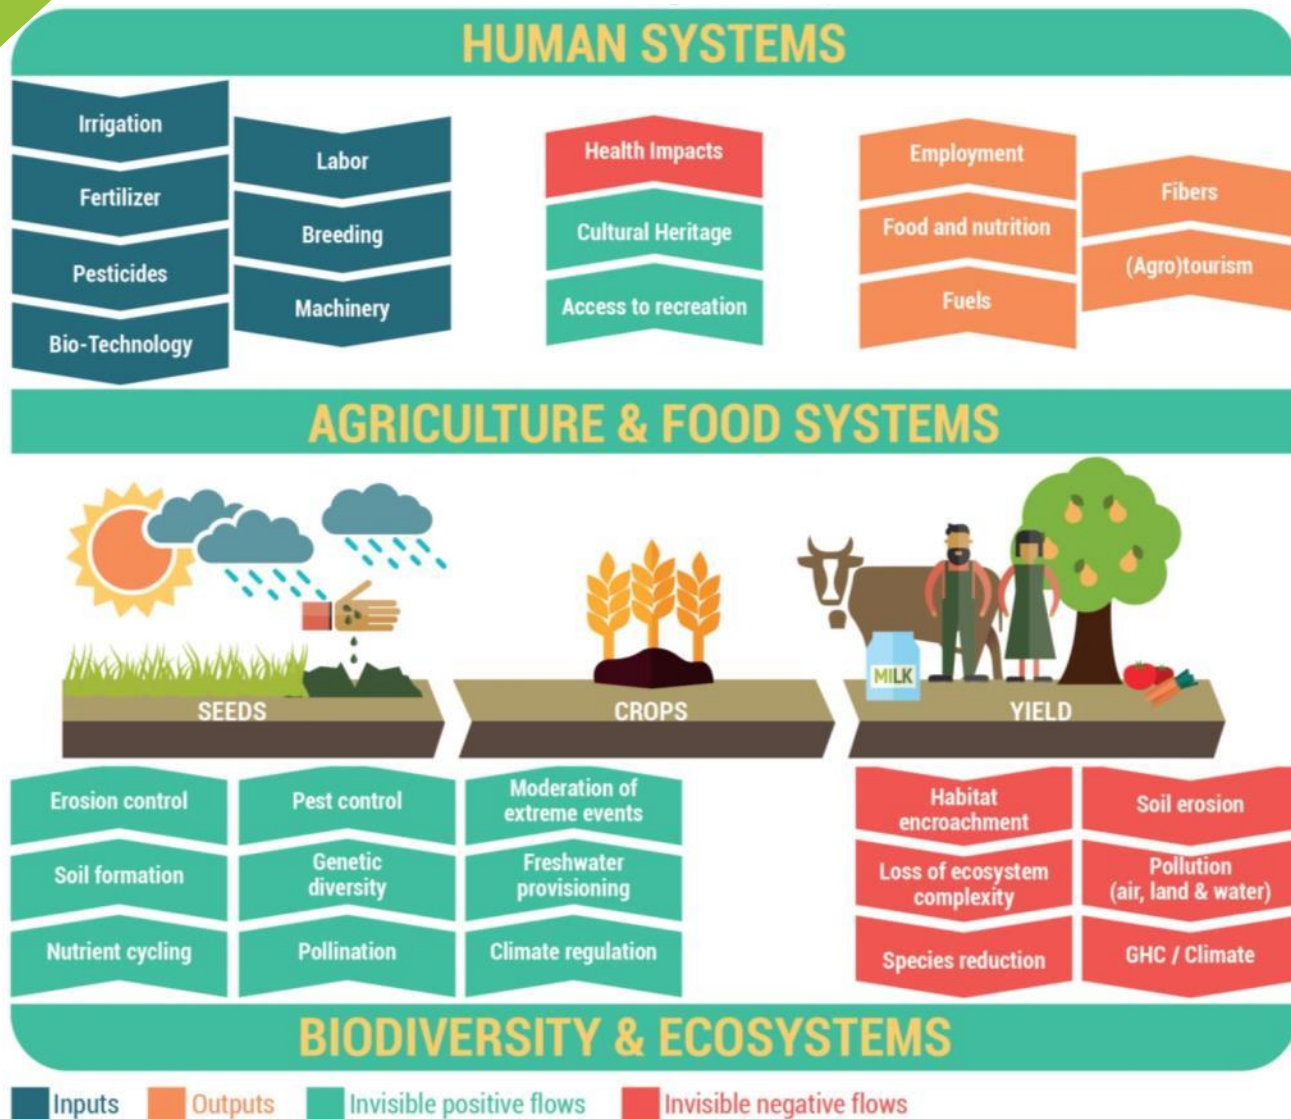 HUMAN SYSTEMS
Irrigation
Fertilizer
Pesticides
Bio-Technology
Labor
Breeding
Machinery
Health Impacts
Cultural Heritage
Access to recreation
Employment
Food and nutrition
Fuels
Fibers
(Agro)tourism
AGRICULTURE & FOOD SYSTEMS
MILK
SEEDS
CROPS
YIELD
Erosion control
Soil formation
Nutrient cycling
Pest control
Genetic
diversity
Pollination
Moderation of
extreme events
Freshwater
provisioning
Climate regulation
Habitat
encroachment
Loss of ecosystem
complexity
Species reduction
Soil erosion
Pollution
(air, land & water)
GHC / Climate
BIODIVERSITY & ECOSYSTEMS
Inputs
Outputs
Invisible positive flows
Invisible negative flows